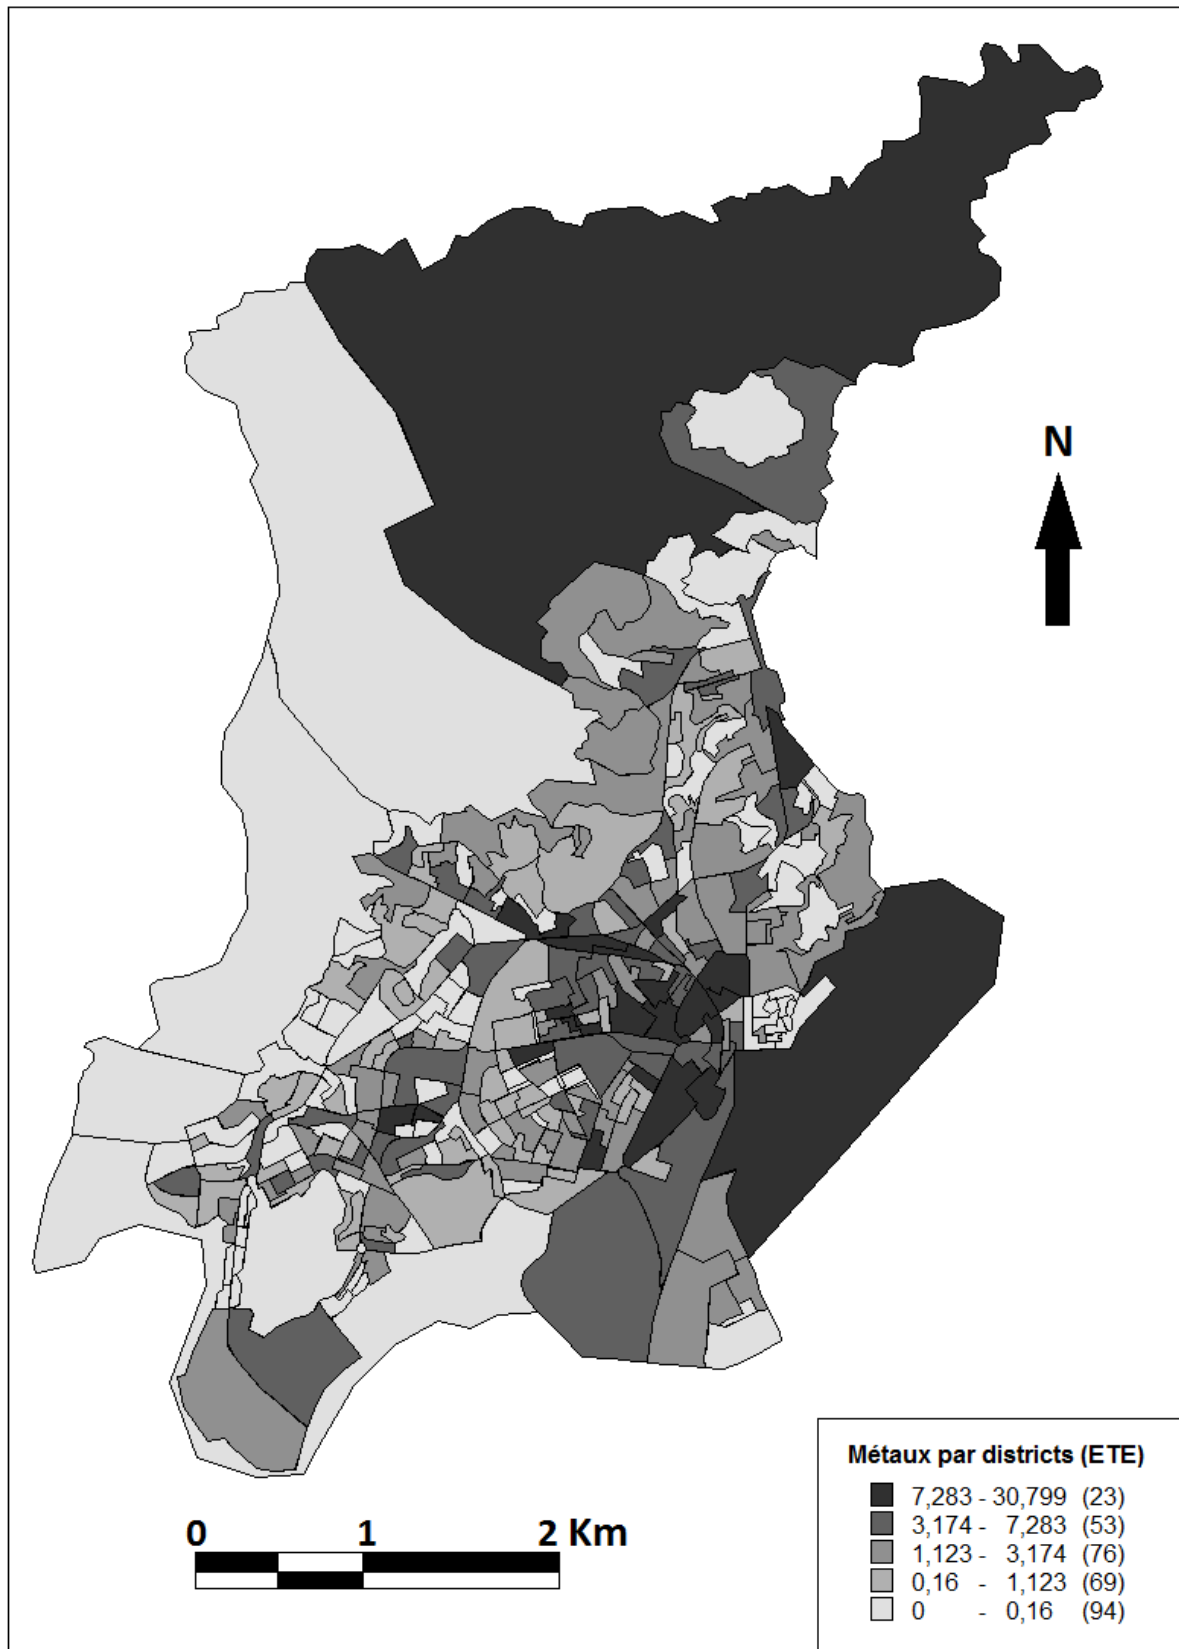 N
Métaux par districts (ETE)
7,283 - 30,799 (23)
3,174 - 7,283 (53)
1,123 - 3,174 (76)
0,16 - 1,123 (69)
0 - 0,16 (94)
0 1 2 Km